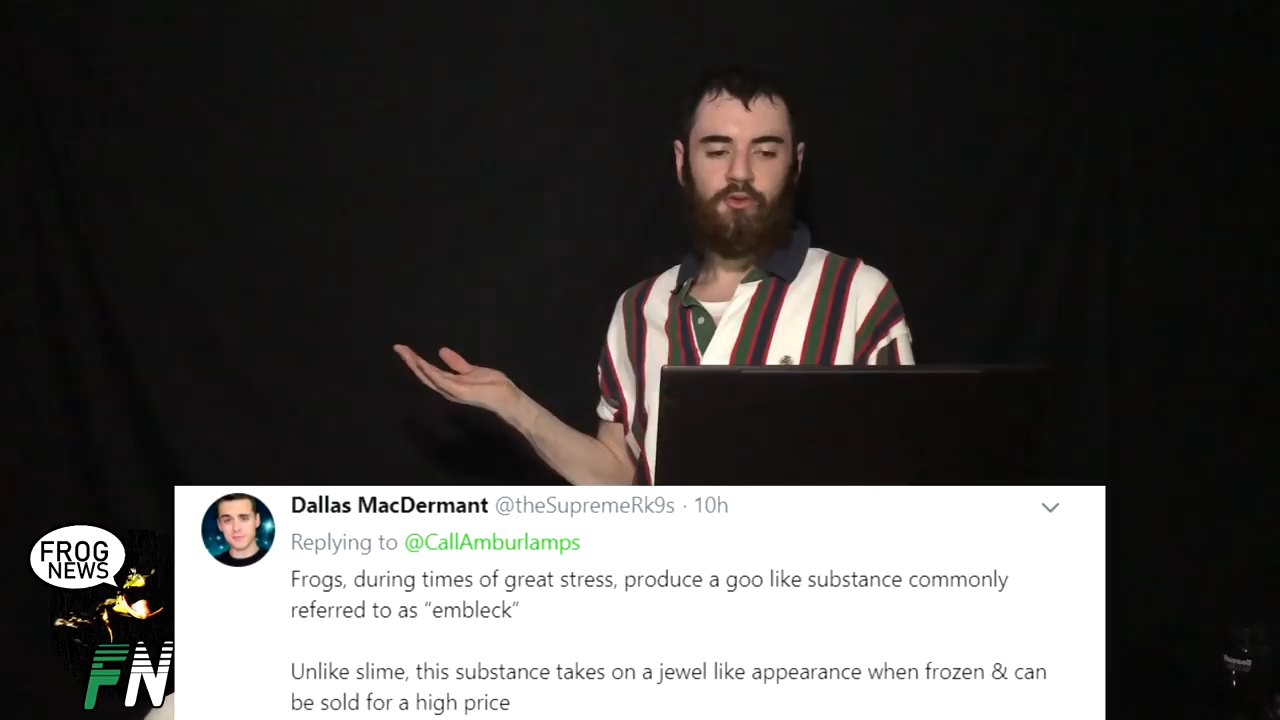 Dallas MacDermant @theSupremeRk9s · 10h
Replying to @CallAmburlamps
Frogs, during times of great stress, produce a goo like substance commonly
referred to as “embleck”
Unlike slime, this substance takes on a jewel like appearance when frozen & can
be sold for a high price
FROG
NEWS
FN